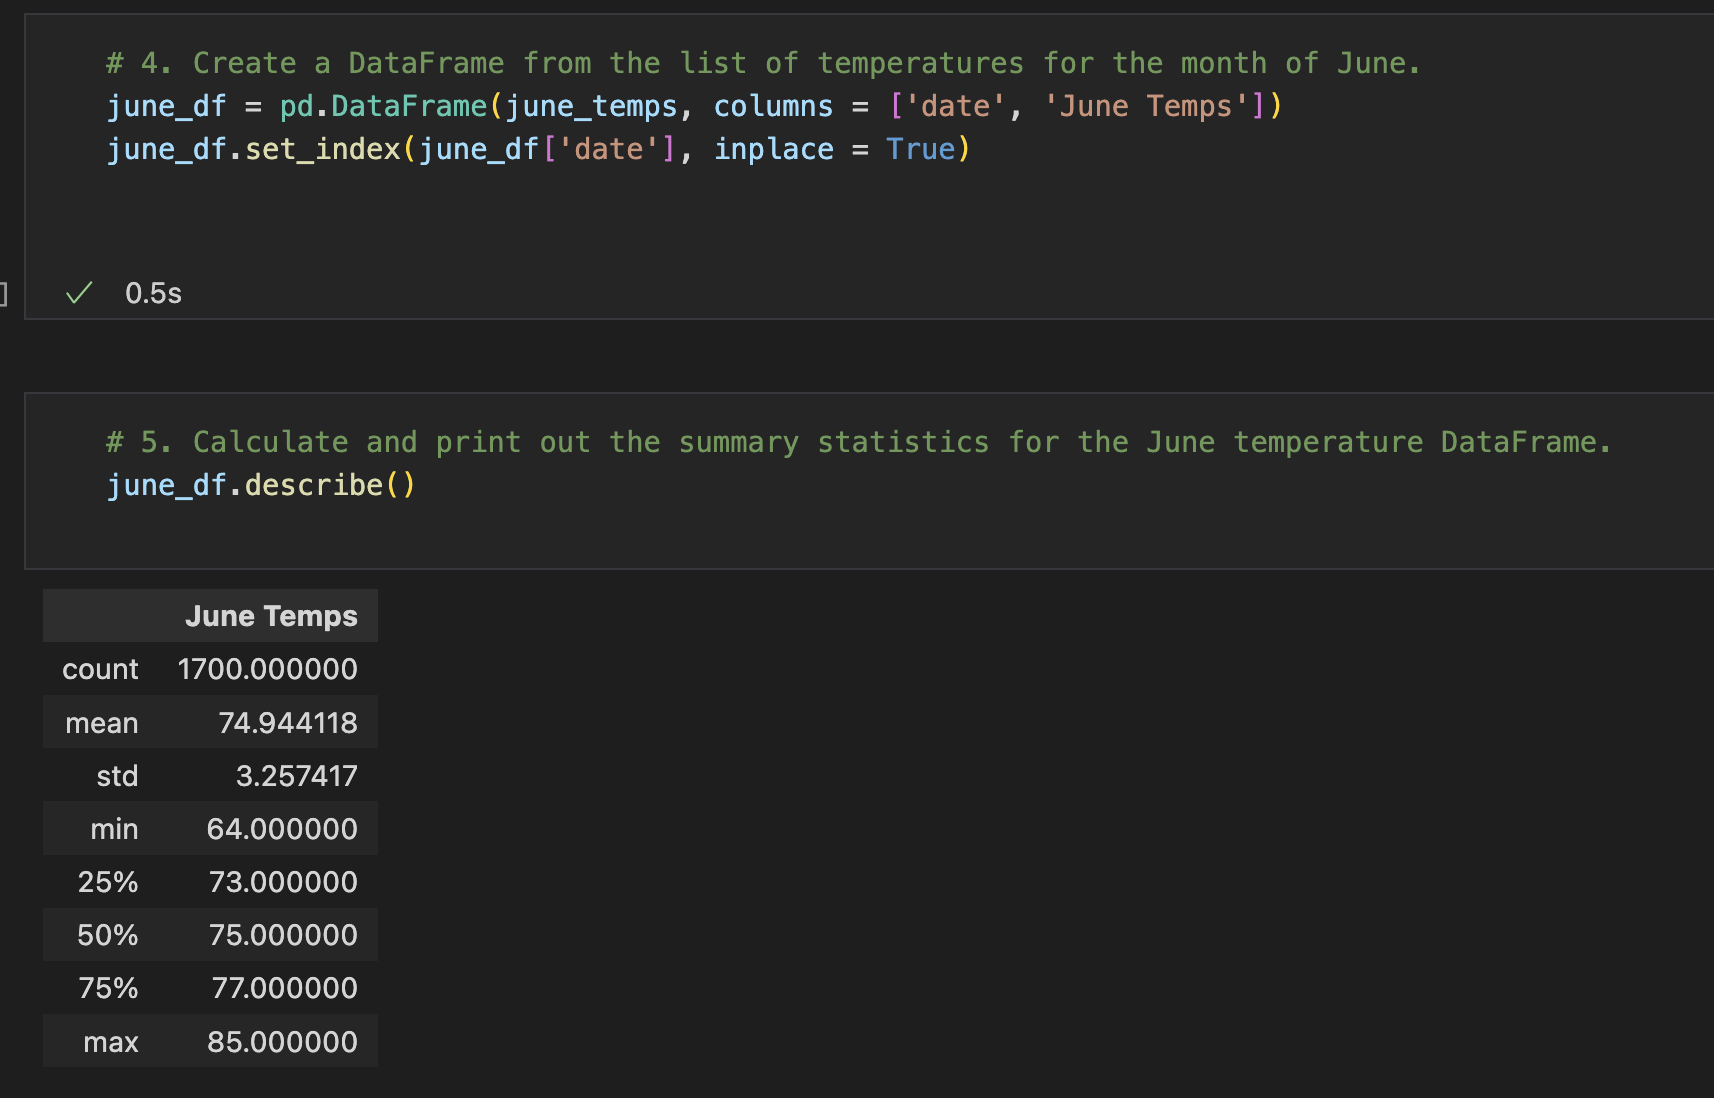 # 4. Create a DataFrame from the list of temperatures for the month of June.
june_df = pd.DataFrame(june_temps, columns = ['date', 'June Temps'])
june_df.set_index(june_df['date'], inplace = True)
] ✓ 0.5s
# 5. Calculate and print out the summary statistics for the June temperature DataFrame.
june_df.describe()
June Temps
count 1700.000000
mean 74.944118
std 3.257417
min 64.000000
25% 73.000000
50% 75.000000
75% 77.000000
max 85.000000